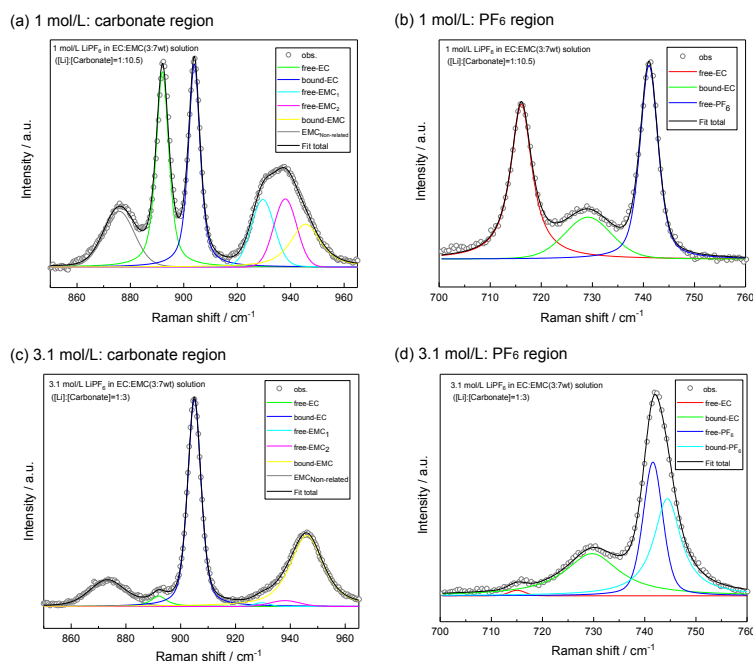 (a) 1 mol/L: carbonate region
1 mol/L LiPF6 in EC:EMC(3:7wt) solution
([Li]:[Carbonate]=1:10.5)
obs.
free-EC
bound-EC
free-EMC1
free-EMC2
bound-EMC
EMCNon-related
Fit total
Intensity / a.u.
860 880 900 920 940 960
Raman shift / cm-1
(b) 1 mol/L: PF6 region
1 mol/L LiPF6 in EC:EMC(3:7wt) solution
([Li]:[Carbonate]=1:10.5)
obs
free-EC
bound-EC
free-PF6
Fit total
Intensity / a.u.
700 710 720 730 740 750 760
Raman shift / cm-1
(c) 3.1 mol/L: carbonate region
3.1 mol/L LiPF6 in EC:EMC(3:7wt) solution
([Li]:[Carbonate]=1:3)
obs.
free-EC
bound-EC
free-EMC1
free-EMC2
bound-EMC
EMCNon-related
Fit total
Intensity / a.u.
860 880 900 920 940 960
Raman shift / cm-1
(d) 3.1 mol/L: PF6 region
3.1 mol/L LiPF6 in EC:EMC(3:7wt) solution
([Li]:[Carbonate]=1:3)
obs.
free-EC
bound-EC
free-PF6
bound-PF6
Fit total
Intensity / a.u.
700 710 720 730 740 750 760
Raman shift / cm-1